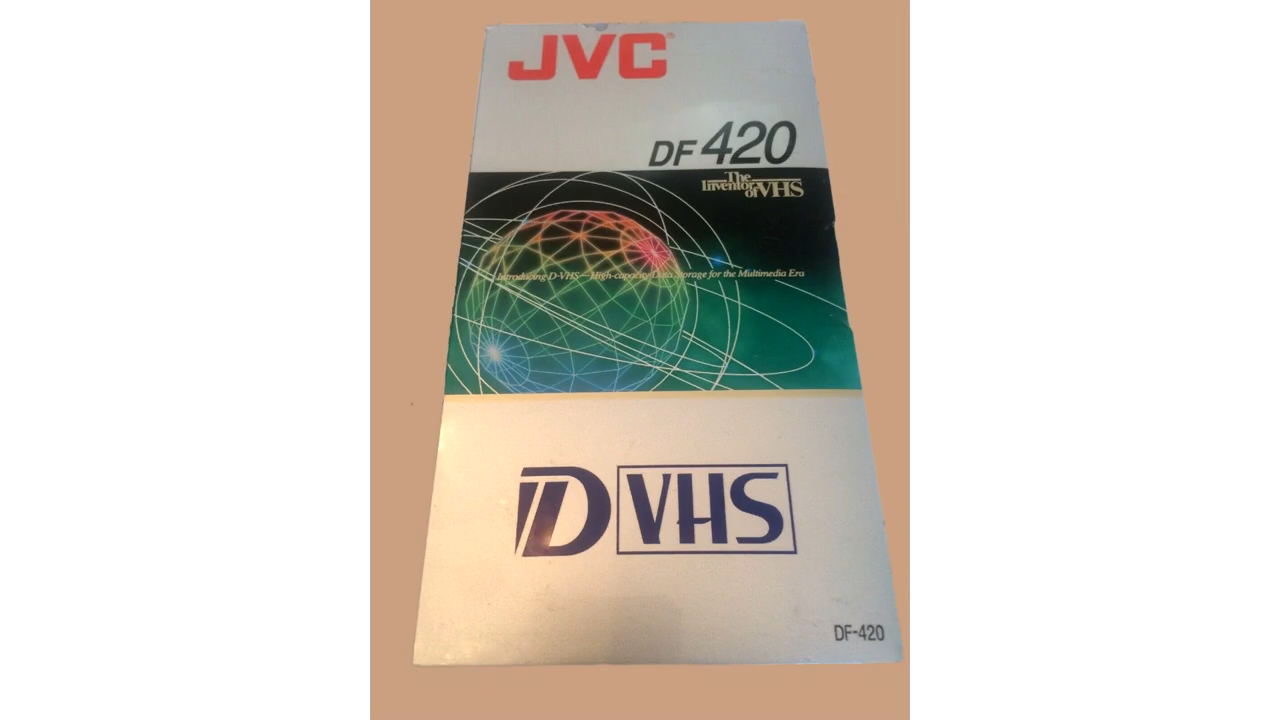 JVC®
DF 420
The
Inventor
of VHS
Introducing D-VHS—High-capacity Data Storage for the Multimedia Era
D VHS
DF-420